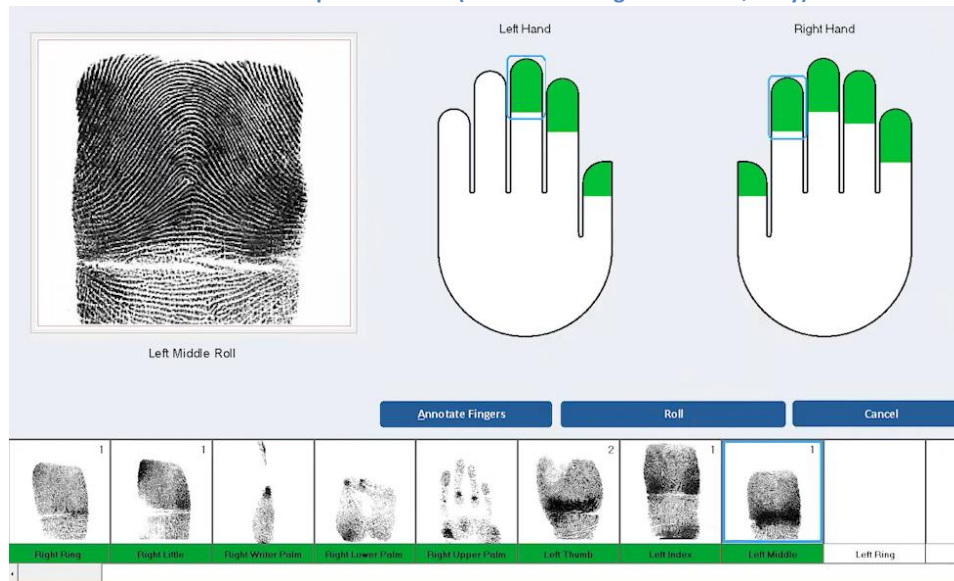 Left Hand
Right Hand
Left Middle Roll
Annotate Fingers
Roll
Cancel
1
1
2
1
1
Right Ring
Right Little
Right Writer Palm
Right Lower Palm
Right Upper Palm
Left Thumb
Left Index
Left Middle
Left Ring